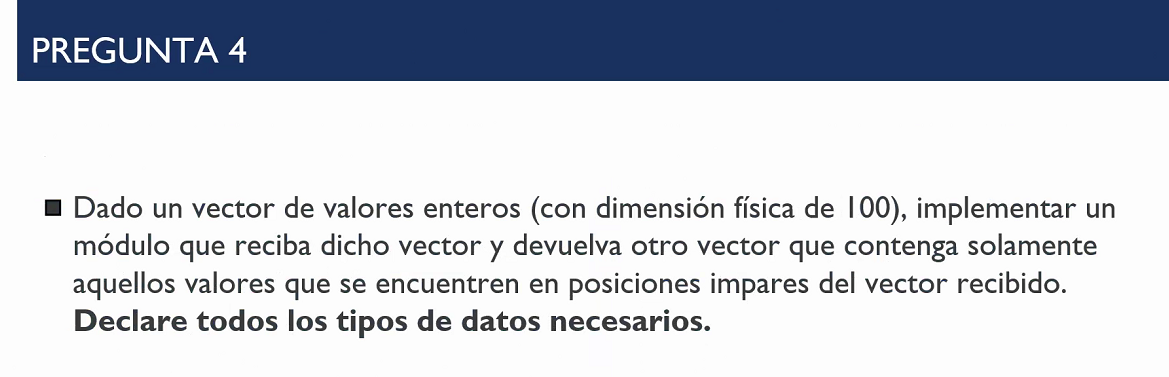 PREGUNTA 4
Dado un vector de valores enteros (con dimensión física de 100), implementar un
módulo que reciba dicho vector y devuelva otro vector que contenga solamente
aquellos valores que se encuentren en posiciones impares del vector recibido.
Declare todos los tipos de datos necesarios.